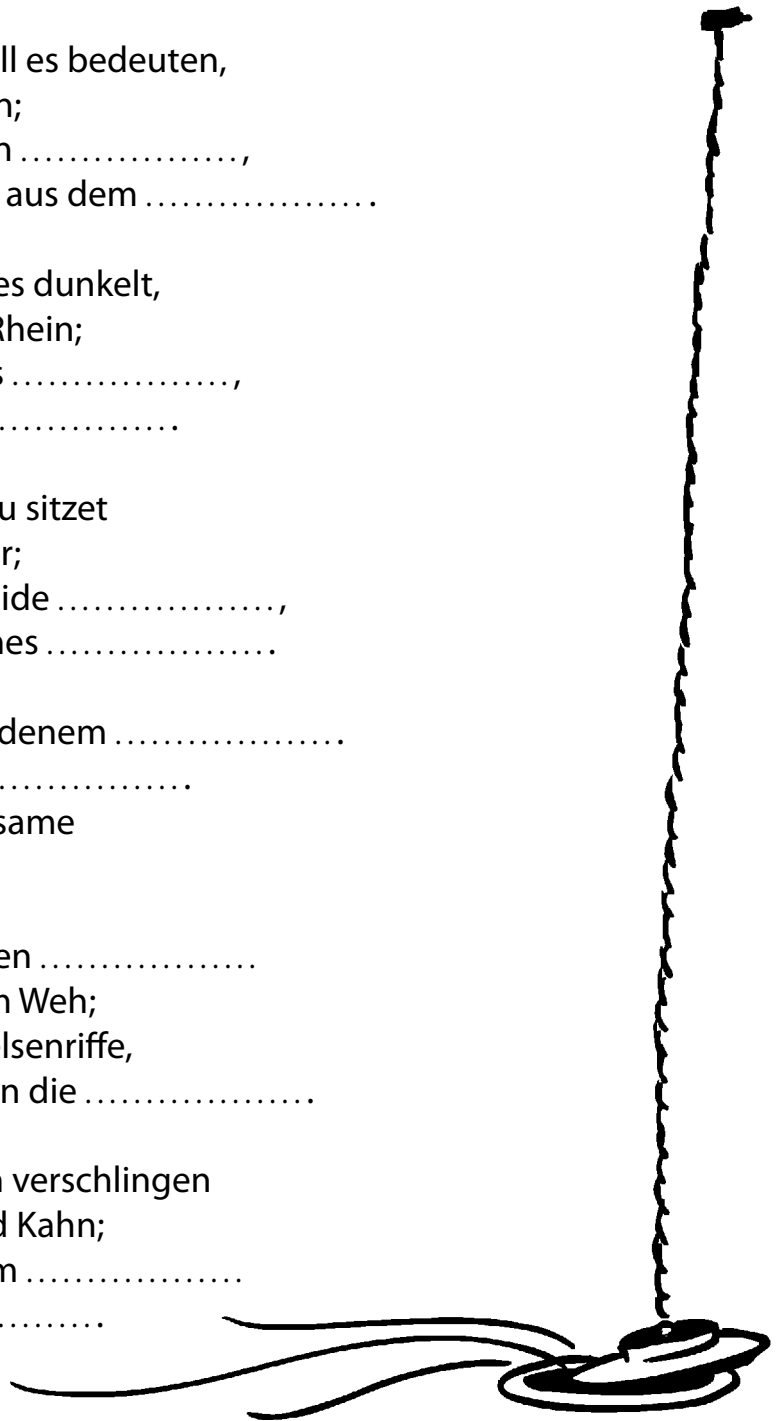 ll es bedeuten,
n;
n ..................,
aus dem ...................
es dunkelt,
Rhein;
s ..................,
...............
u sitzet
r;
ide ..................,
nes ...................
denem ...................
................
same
en ..................
n Weh;
lsenriffe,
n die ...................
n verschlingen
d Kahn;
m ..................
.........